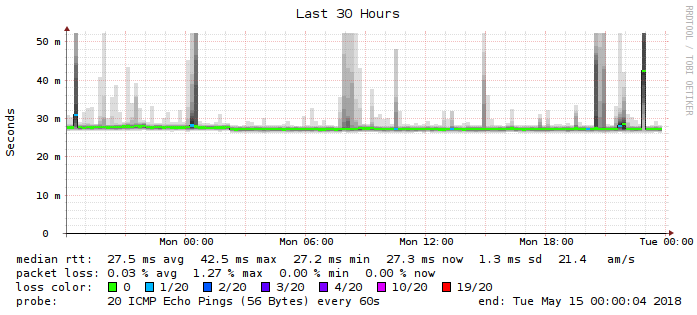 Last 30 Hours
RRDTOOL / TOBI OETIKER
Seconds
50 m
40 m
30 m
20 m
10 m
0
Mon 00:00 Mon 06:00 Mon 12:00 Mon 18:00 Tue 00:00
median rtt: 27.5 ms avg 42.5 ms max 27.2 ms min 27.3 ms now 1.3 ms sd 21.4 am/s
packet loss: 0.03 % avg 1.27 % max 0.00 % min 0.00 % now
loss color: 0 1/20 2/20 3/20 4/20 10/20 19/20
probe: 20 ICMP Echo Pings (56 Bytes) every 60s end: Tue May 15 00:00:04 2018